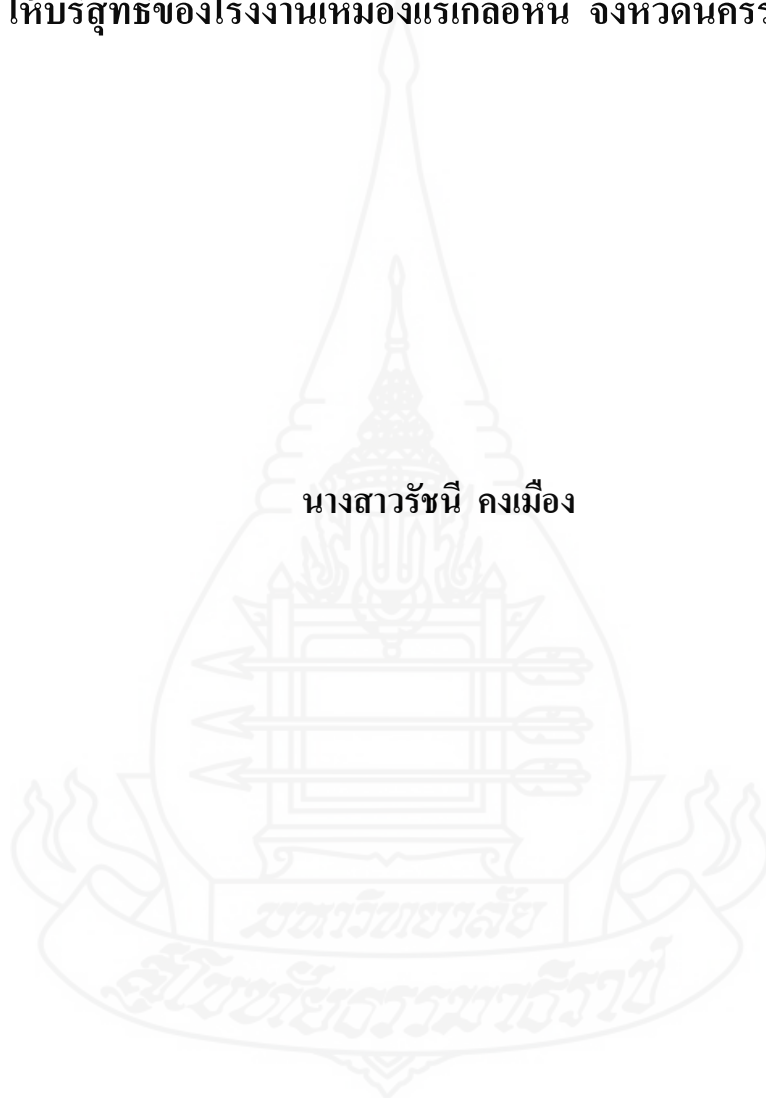 ให้บริสุทธิ์ของโรงงานเหมืองแร่เกลือหิน จังหวัด
นางสาวรัชนี คงเมือง
มหาวิทยาลัย
สุโขทัยธรรมาธิราช